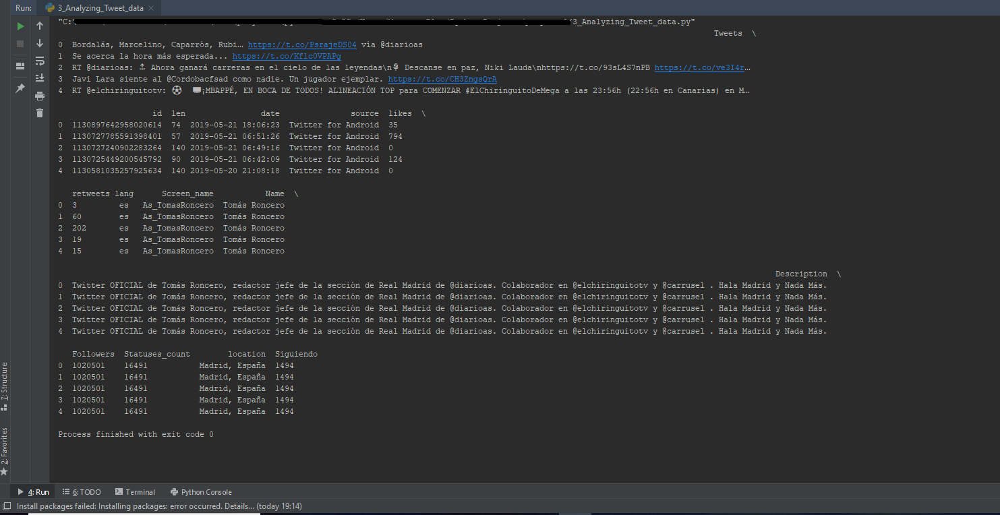 Run: 3_Analyzing_Tweet_data ×
"C:\ 3_Analyzing_Tweet_data.py"
Tweets \
0 Bordalás, Marcelino, Caparrós, Rubi… https://t.co/PsrajeDS04 vía @diarioas
1 Se acerca la hora más esperada... https://t.co/Kflc0VPAPg
2 RT @diarioas: 🔝 Ahora ganará carreras en el cielo de las leyendas\n🌹 Descanse en paz, Niki Lauda\nhttps://t.co/93sL4S7nPB https://t.co/ve3I4r…
3 Javi Lara siente al @Cordobacfsad como nadie. Un jugador ejemplar. https://t.co/CH3ZngsQrA
4 RT @elchiringuitotv: ⚽ 💻¡MBAPPÉ, EN BOCA DE TODOS! ALINEACIÓN TOP para COMENZAR #ElChiringuitoDeMega a las 23:56h (22:56h en Canarias) en M…
id len date source likes \
0 1130897642958020614 74 2019-05-21 18:06:23 Twitter for Android 35
1 1130727785591398401 57 2019-05-21 06:51:26 Twitter for Android 794
2 1130727240902283264 140 2019-05-21 06:49:16 Twitter for Android 0
3 1130725449200545792 90 2019-05-21 06:42:09 Twitter for Android 124
4 1130581035257925634 140 2019-05-20 21:08:18 Twitter for Android 0
retweets lang Screen_name Name \
0 3 es As_TomasRoncero Tomás Roncero
1 60 es As_TomasRoncero Tomás Roncero
2 202 es As_TomasRoncero Tomás Roncero
3 19 es As_TomasRoncero Tomás Roncero
4 15 es As_TomasRoncero Tomás Roncero
Description \
0 Twitter OFICIAL de Tomás Roncero, redactor jefe de la sección de Real Madrid de @diarioas. Colaborador en @elchiringuitotv y @carrusel . Hala Madrid y Nada Más.
1 Twitter OFICIAL de Tomás Roncero, redactor jefe de la sección de Real Madrid de @diarioas. Colaborador en @elchiringuitotv y @carrusel . Hala Madrid y Nada Más.
2 Twitter OFICIAL de Tomás Roncero, redactor jefe de la sección de Real Madrid de @diarioas. Colaborador en @elchiringuitotv y @carrusel . Hala Madrid y Nada Más.
3 Twitter OFICIAL de Tomás Roncero, redactor jefe de la sección de Real Madrid de @diarioas. Colaborador en @elchiringuitotv y @carrusel . Hala Madrid y Nada Más.
4 Twitter OFICIAL de Tomás Roncero, redactor jefe de la sección de Real Madrid de @diarioas. Colaborador en @elchiringuitotv y @carrusel . Hala Madrid y Nada Más.
Followers Statuses_count location Siguiendo
0 1020501 16491 Madrid, España 1494
1 1020501 16491 Madrid, España 1494
2 1020501 16491 Madrid, España 1494
3 1020501 16491 Madrid, España 1494
4 1020501 16491 Madrid, España 1494
Process finished with exit code 0
7: Structure
2: Favorites
4: Run 6: TODO Terminal Python Console
Install packages failed: Installing packages: error occurred. Details... (today 19:14)